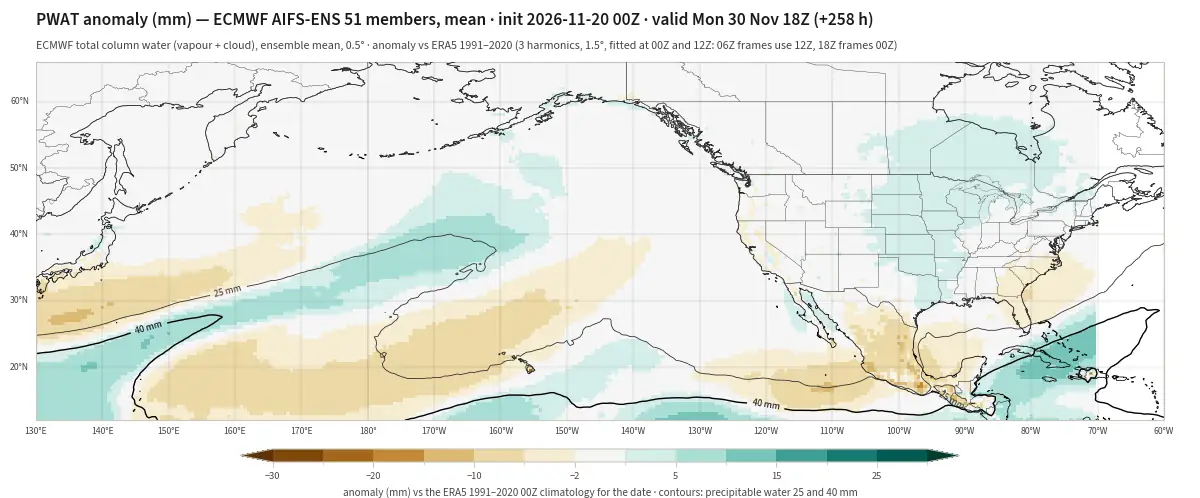 PWAT anomaly (mm) — ECMWF AIFS-ENS 51 members, mean · init 2026-11-20 00Z · valid Mon 30 Nov 18Z (+258 h)
ECMWF total column water (vapour + cloud), ensemble mean, 0.5° · anomaly vs ERA5 1991–2020 (3 harmonics, 1.5°, fitted at 00Z and 12Z: 06Z frames use 12Z, 18Z frames 00Z)
60°N
50°N
40°N
30°N
20°N
25 mm
40 mm
40 mm
25 mm
130°E 140°E 150°E 160°E 170°E 180° 170°W 160°W 150°W 140°W 130°W 120°W 110°W 100°W 90°W 80°W 70°W 60°W
−30 −20 −10 −2 5 15 25
anomaly (mm) vs the ERA5 1991–2020 00Z climatology for the date · contours: precipitable water 25 and 40 mm